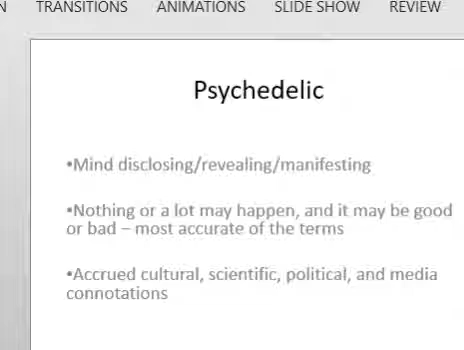 N TRANSITIONS ANIMATIONS SLIDE SHOW REVIEW
Psychedelic
•Mind disclosing/revealing/manifesting
•Nothing or a lot may happen, and it may be good
or bad – most accurate of the terms
•Accrued cultural, scientific, political, and media
connotations